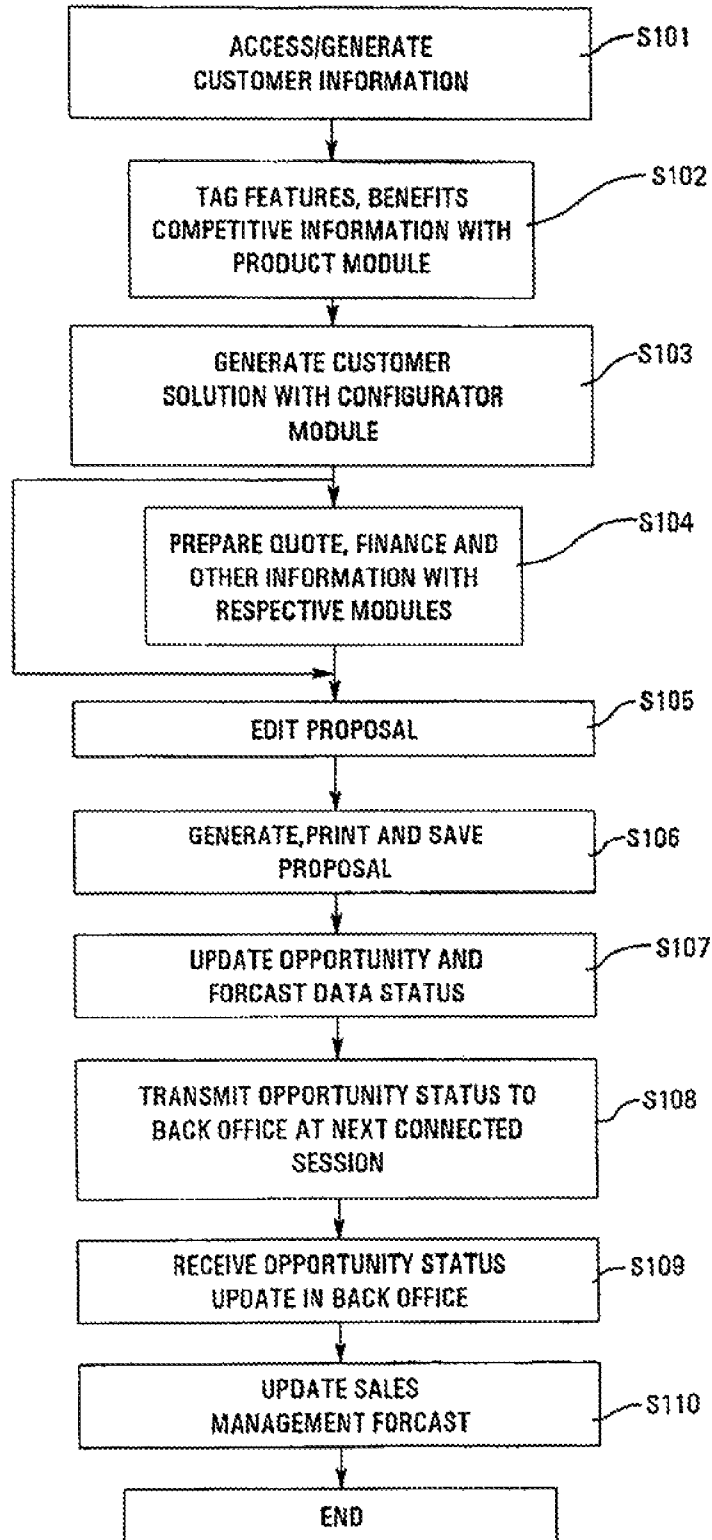 ACCESS/GENERATE
CUSTOMER INFORMATION
S101
TAG FEATURES, BENEFITS
COMPETITIVE INFORMATION WITH
PRODUCT MODULE
S102
GENERATE CUSTOMER
SOLUTION WITH CONFIGURATOR
MODULE
S103
PREPARE QUOTE, FINANCE AND
OTHER INFORMATION WITH
RESPECTIVE MODULES
S104
EDIT PROPOSAL
S105
GENERATE,PRINT AND SAVE
PROPOSAL
S106
UPDATE OPPORTUNITY AND
FORCAST DATA STATUS
S107
TRANSMIT OPPORTUNITY STATUS TO
BACK OFFICE AT NEXT CONNECTED
SESSION
S108
RECEIVE OPPORTUNITY STATUS
UPDATE IN BACK OFFICE
S109
UPDATE SALES
MANAGEMENT FORCAST
S110
END